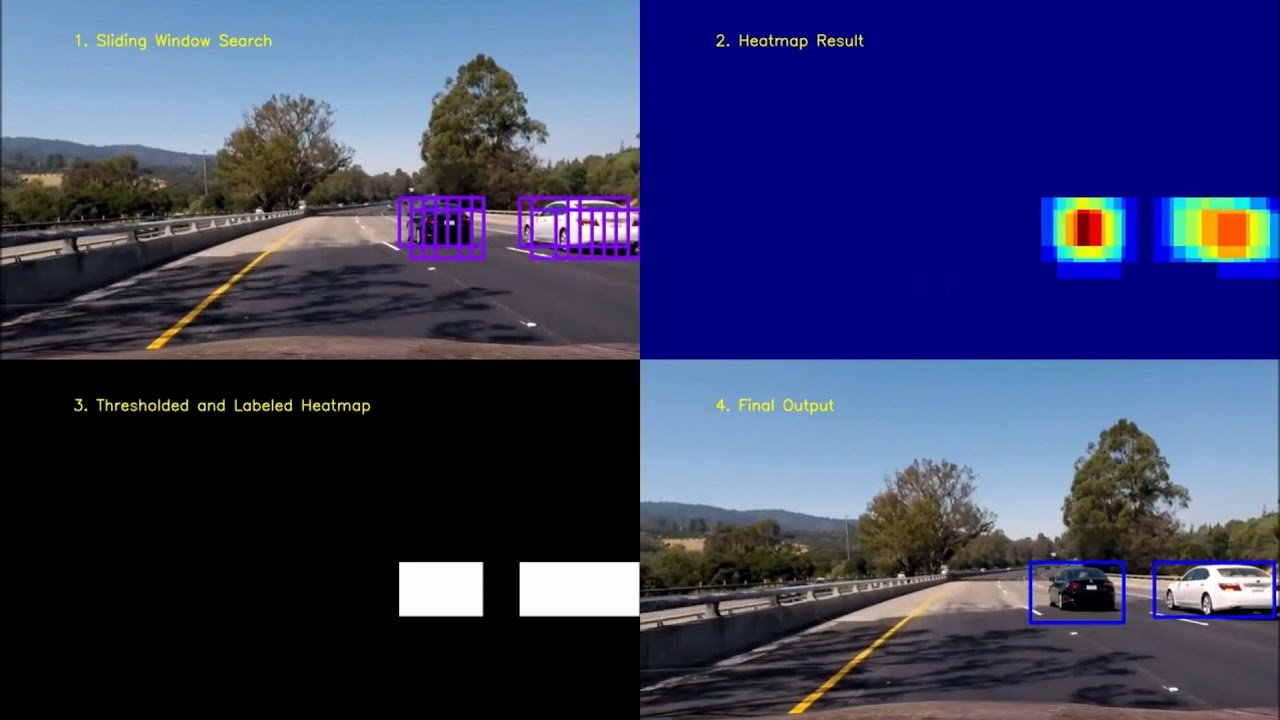 1. Sliding Window Search
2. Heatmap Result
3. Thresholded and Labeled Heatmap
4. Final Output